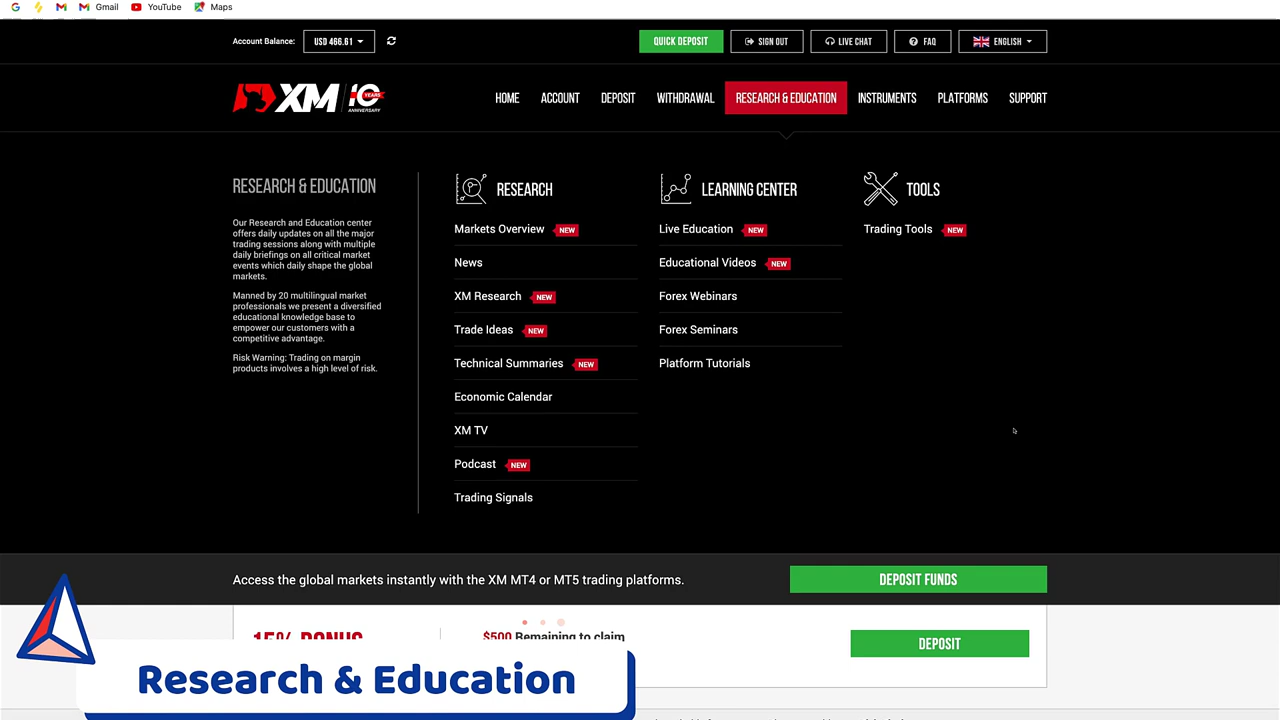 Gmail YouTube Maps
Account Balance: USD 466.61 QUICK DEPOSIT SIGN OUT LIVE CHAT FAQ ENGLISH
XM 10 YEARS ANNIVERSARY
HOME ACCOUNT DEPOSIT WITHDRAWAL RESEARCH & EDUCATION INSTRUMENTS PLATFORMS SUPPORT
RESEARCH & EDUCATION
Our Research and Education center
offers daily updates on all the major
trading sessions along with multiple
daily briefings on all critical market
events which daily shape the global
markets.
Manned by 20 multilingual market
professionals we present a diversified
educational knowledge base to
empower our customers with a
competitive advantage.
Risk Warning: Trading on margin
products involves a high level of risk.
RESEARCH
Markets Overview NEW
News
XM Research NEW
Trade Ideas NEW
Technical Summaries NEW
Economic Calendar
XM TV
Podcast NEW
Trading Signals
LEARNING CENTER
Live Education NEW
Educational Videos NEW
Forex Webinars
Forex Seminars
Platform Tutorials
TOOLS
Trading Tools NEW
Access the global markets instantly with the XM MT4 or MT5 trading platforms. DEPOSIT FUNDS
15% BONUS $500 Remaining to claim DEPOSIT
Research & Education